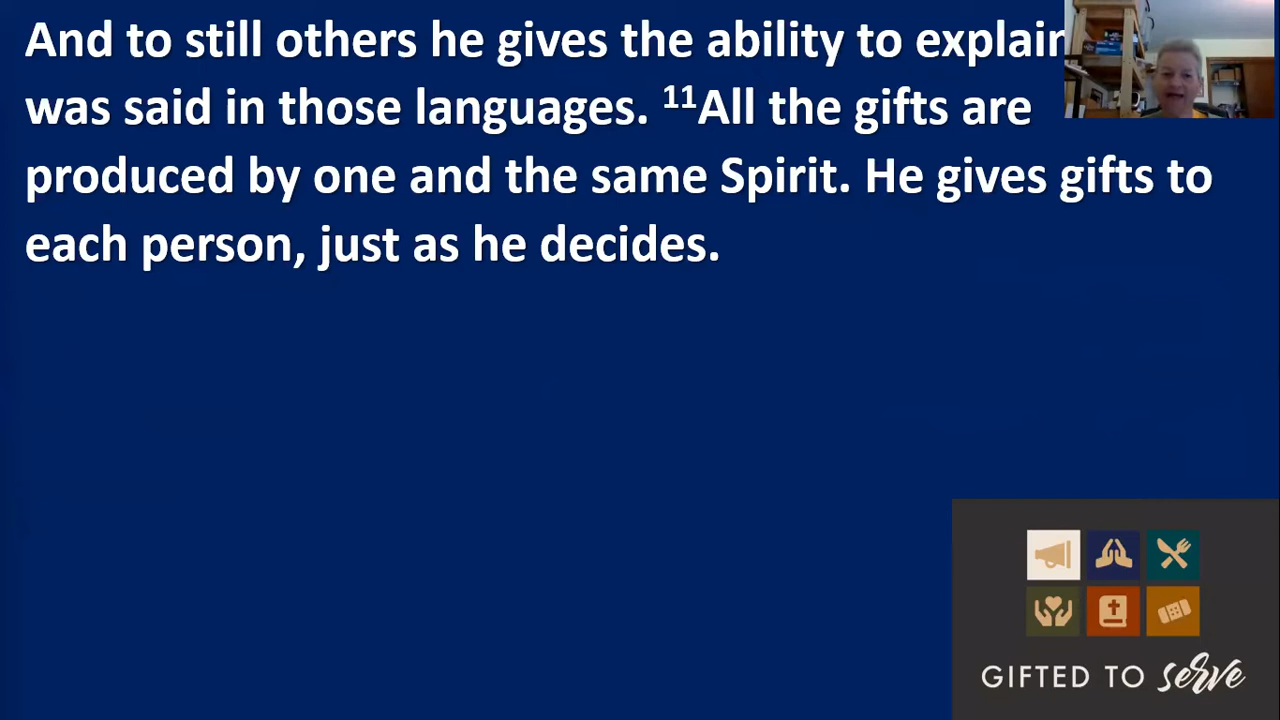 And to still others he gives the ability to explain
was said in those languages. ¹¹All the gifts are
produced by one and the same Spirit. He gives gifts to
each person, just as he decides.
GIFTED TO serve